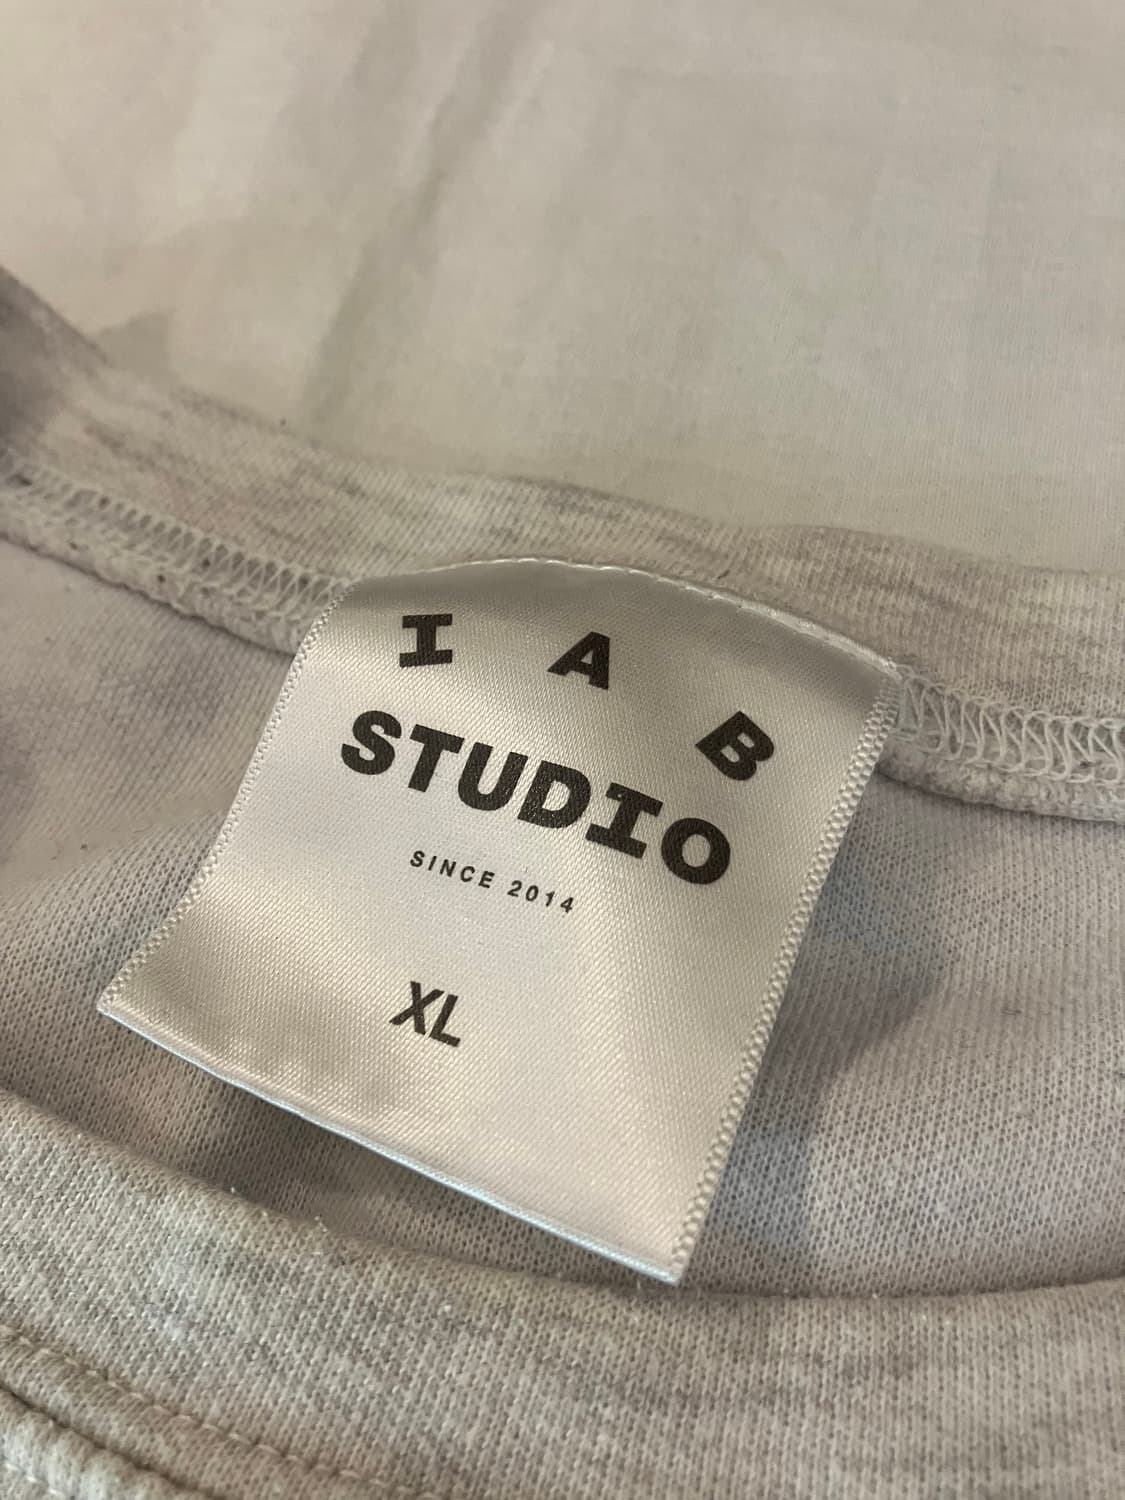 I A B
STUDIO
SINCE 2014
XL